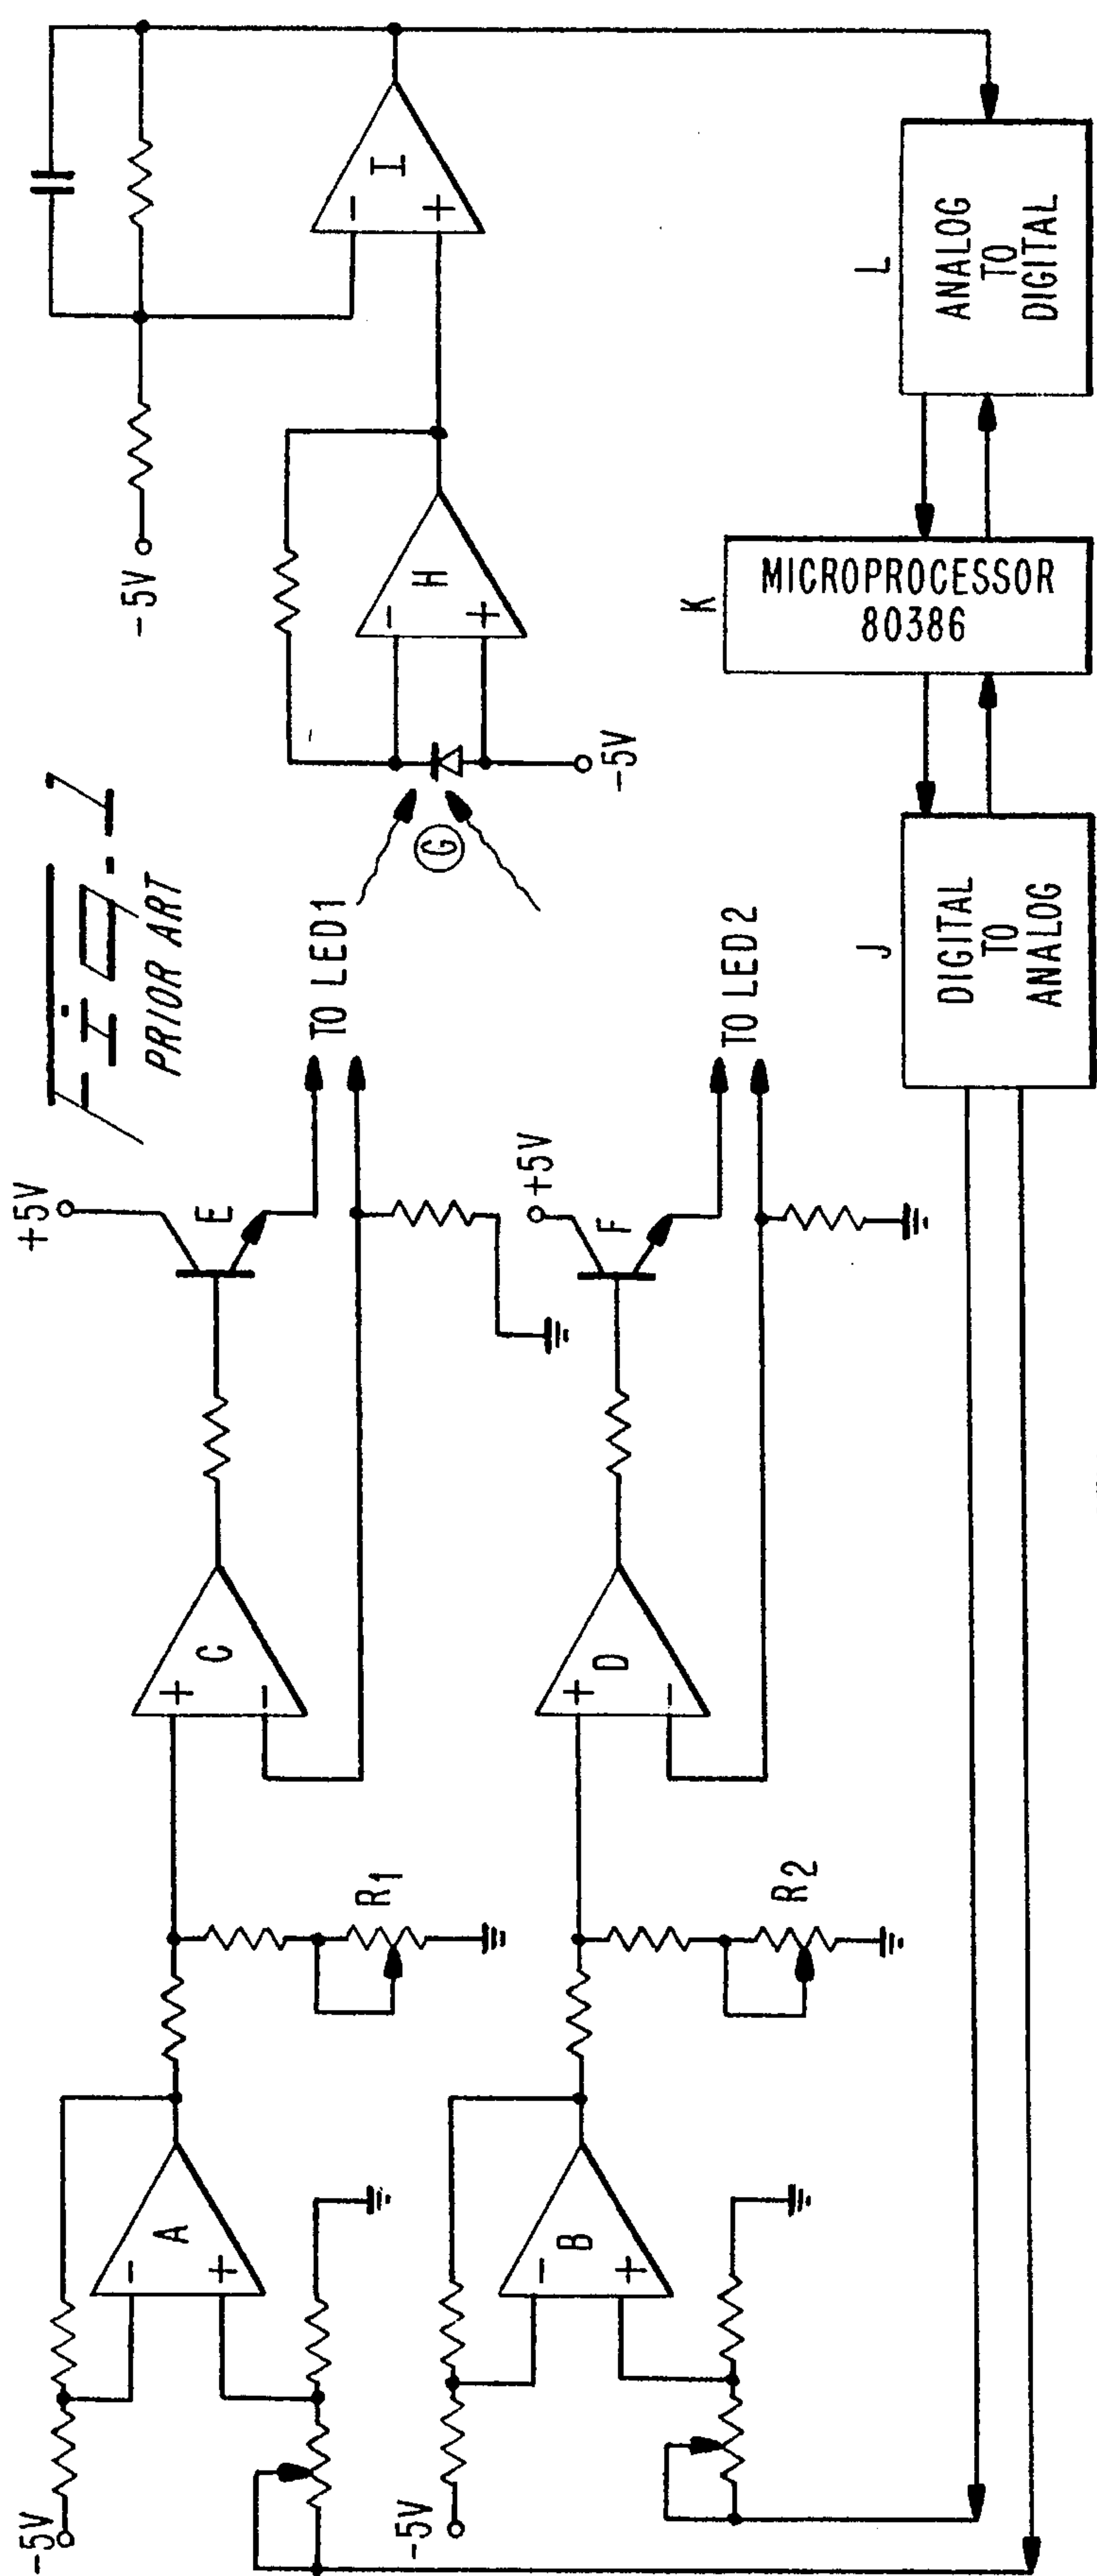 Fig-1
PRIOR ART
-5V
A
-
+
C
+
-
R1
+5V
E
TO LED1
G
-5V
B
-
+
D
+
-
R2
+5V
F
TO LED2
-5V
H
-
+
-5V
I
-
+
J
DIGITAL
TO
ANALOG
K
MICROPROCESSOR
80386
L
ANALOG
TO
DIGITAL